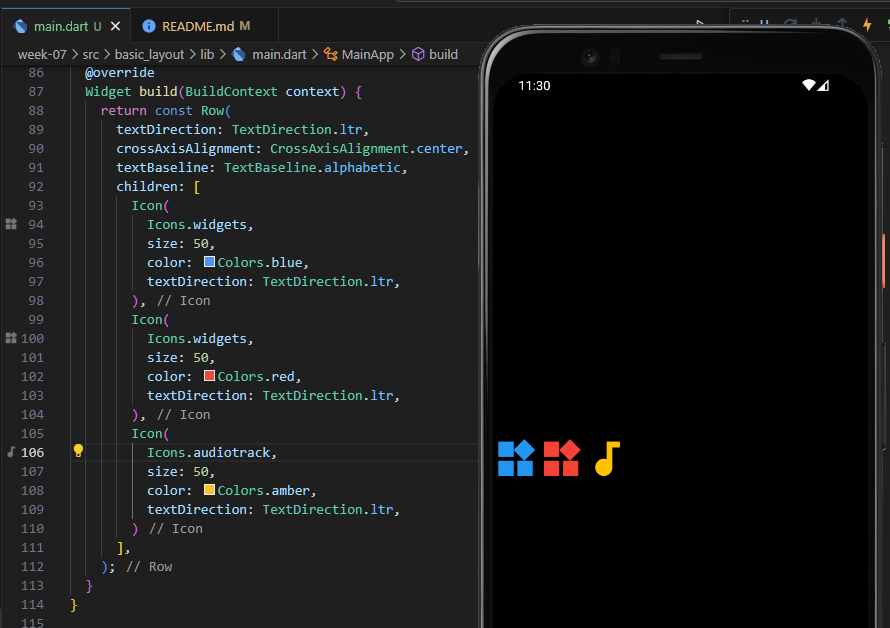 main.dart U
README.md M
week-07 > src > basic_layout > lib > main.dart > MainApp > build
86 @override
87 Widget build(BuildContext context) {
88 return const Row(
89 textDirection: TextDirection.ltr,
90 crossAxisAlignment: CrossAxisAlignment.center,
91 textBaseline: TextBaseline.alphabetic,
92 children: [
93 Icon(
94 Icons.widgets,
95 size: 50,
96 color: Colors.blue,
97 textDirection: TextDirection.ltr,
98 ), // Icon
99 Icon(
100 Icons.widgets,
101 size: 50,
102 color: Colors.red,
103 textDirection: TextDirection.ltr,
104 ), // Icon
105 Icon(
106 Icons.audiotrack,
107 size: 50,
108 color: Colors.amber,
109 textDirection: TextDirection.ltr,
110 ) // Icon
111 ],
112 ); // Row
113 }
114 }
115
11:30